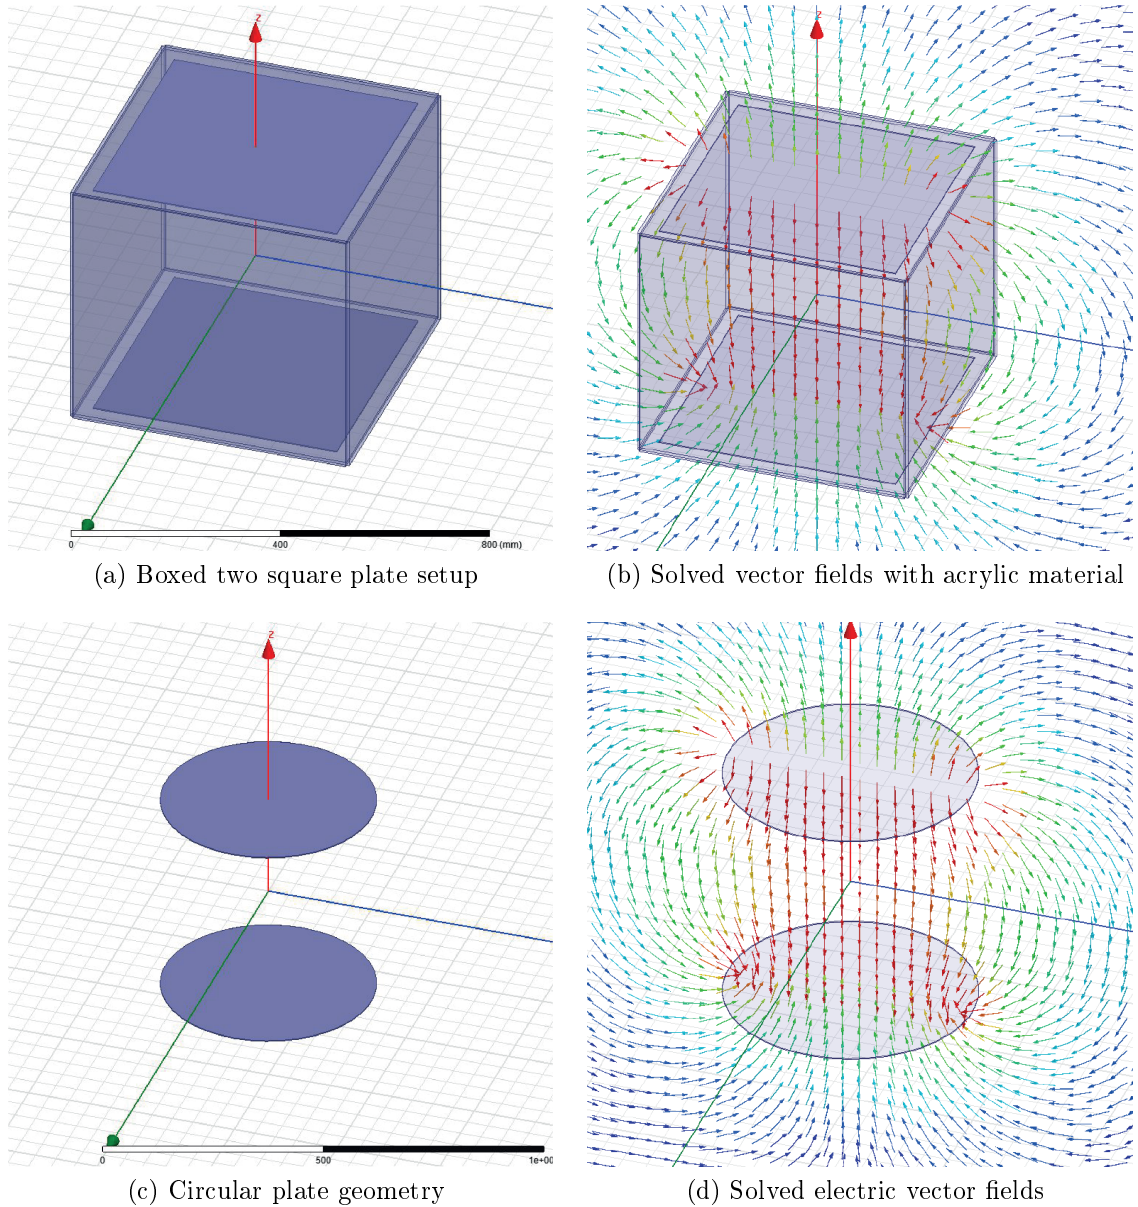 z
0
400
800 (mm)
(a) Boxed two square plate setup
z
(b) Solved vector fields with acrylic material
z
0
500
1e+00
(c) Circular plate geometry
(d) Solved electric vector fields